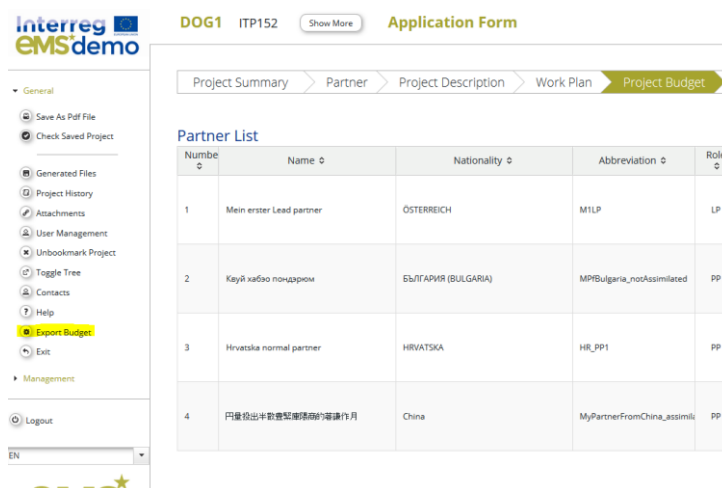 Interreg
eMS demo
DOG1 ITP152 Show More Application Form
General
Save As Pdf File
Check Saved Project
Generated Files
Project History
Attachments
User Management
Unbookmark Project
Toggle Tree
Contacts
Help
Export Budget
Exit
Management
Logout
EN
Project Summary Partner Project Description Work Plan Project Budget
Partner List
Numbe Name Nationality Abbreviation Role
1 Mein erster Lead partner ÖSTERREICH M1LP LP
2 Квуй хабэо пондэрюм БЪЛГАРИЯ (BULGARIA) MPfBulgaria_notAssimilated PP
3 Hrvatska normal partner HRVATSKA HR_PP1 PP
4 China MyPartnerFromChina_assimila PP